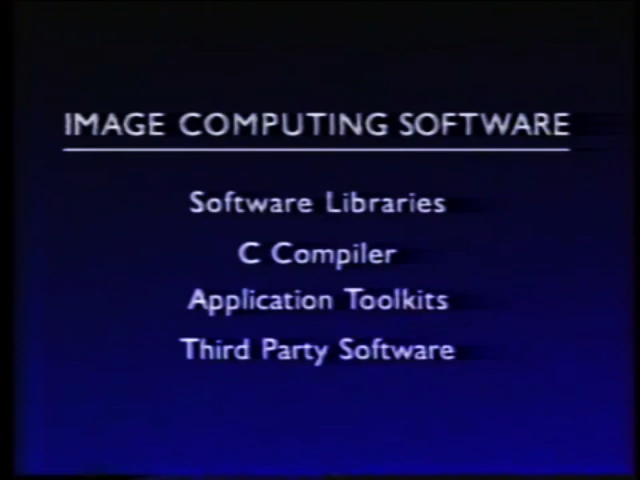 IMAGE COMPUTING SOFTWARE
Software Libraries
C Compiler
Application Toolkits
Third Party Software